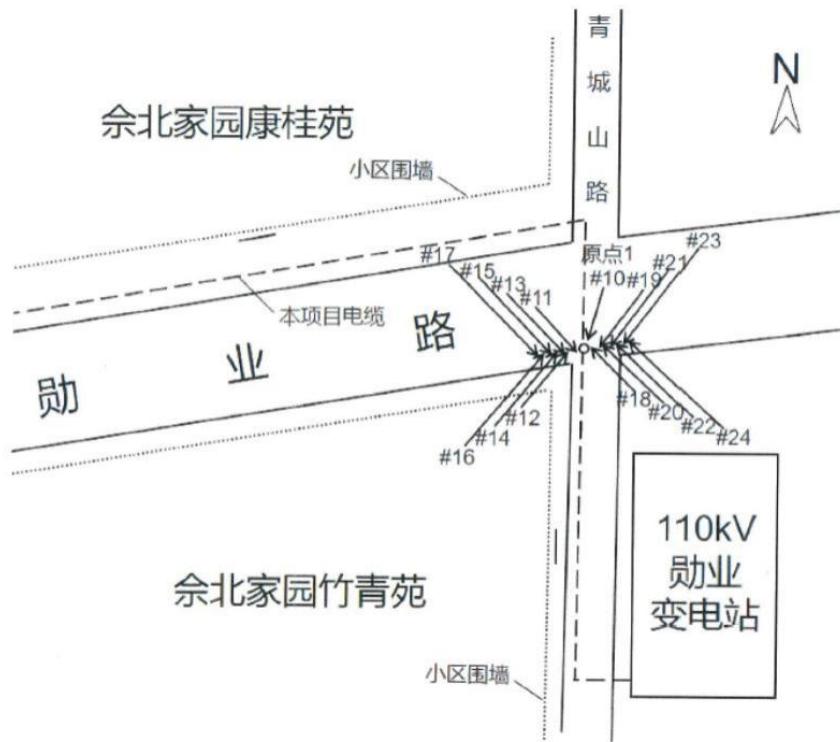 青城山路
N
佘北家园康桂苑
小区围墙
#17
#15
#13
#11
原点1
#10
#19
#21
#23
本项目电缆
勋业路
#12
#14
#16
#18
#20
#22
#24
110kV
勋业
变电站
佘北家园竹青苑
小区围墙